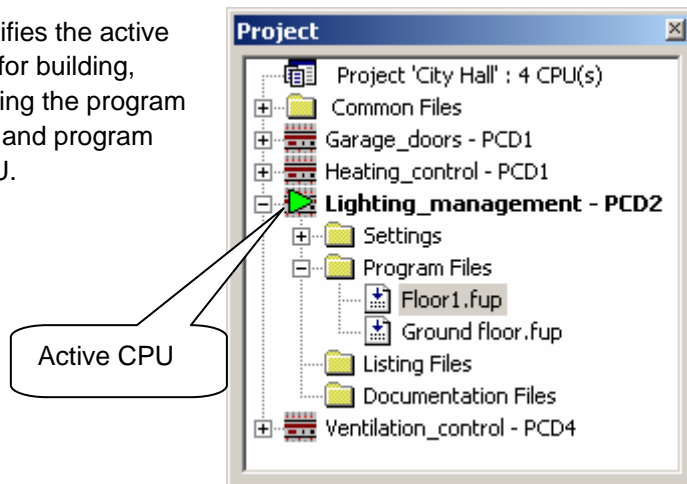 ifies the active
for building,
ing the program
and program
U.
Active CPU
Project
Project 'City Hall' : 4 CPU(s)
Common Files
Garage_doors - PCD1
Heating_control - PCD1
Lighting_management - PCD2
Settings
Program Files
Floor1.fup
Ground floor.fup
Listing Files
Documentation Files
Ventilation_control - PCD4